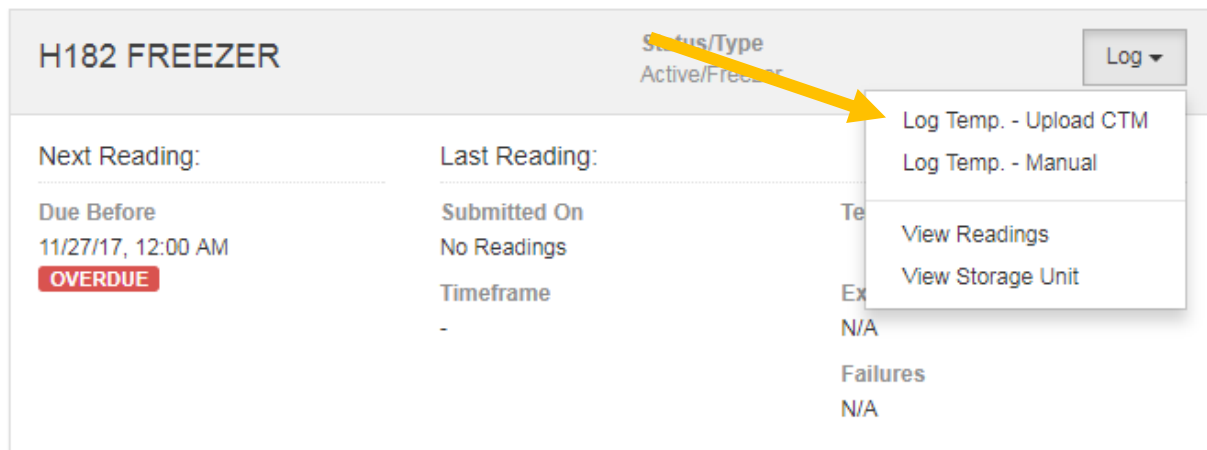 H182 FREEZER
Status/Type
Active/Freezer
Log
Log Temp. - Upload CTM
Log Temp. - Manual
View Readings
View Storage Unit
Next Reading:
Due Before
11/27/17, 12:00 AM
OVERDUE
Last Reading:
Submitted On
No Readings
Timeframe
-
N/A
Failures
N/A